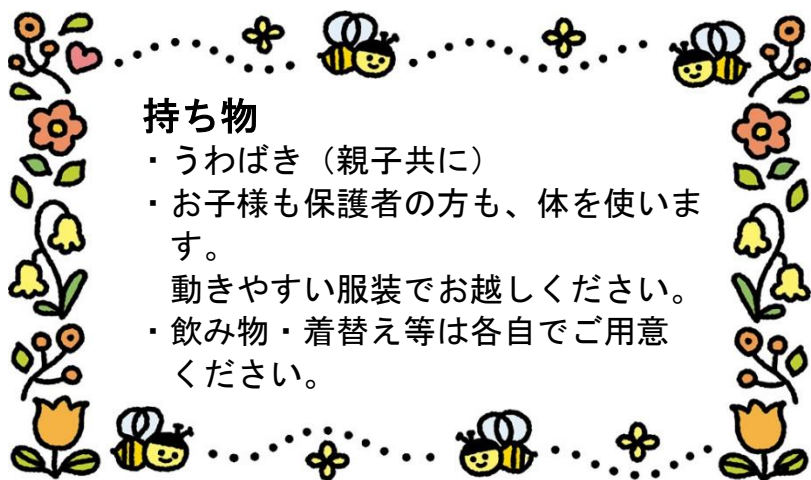 持ち物
・うわばき（親子共に）
・お子様も保護者の方も、体を使いま
す。
動きやすい服装でお越しください。
・飲み物・着替え等は各自でご用意
ください。